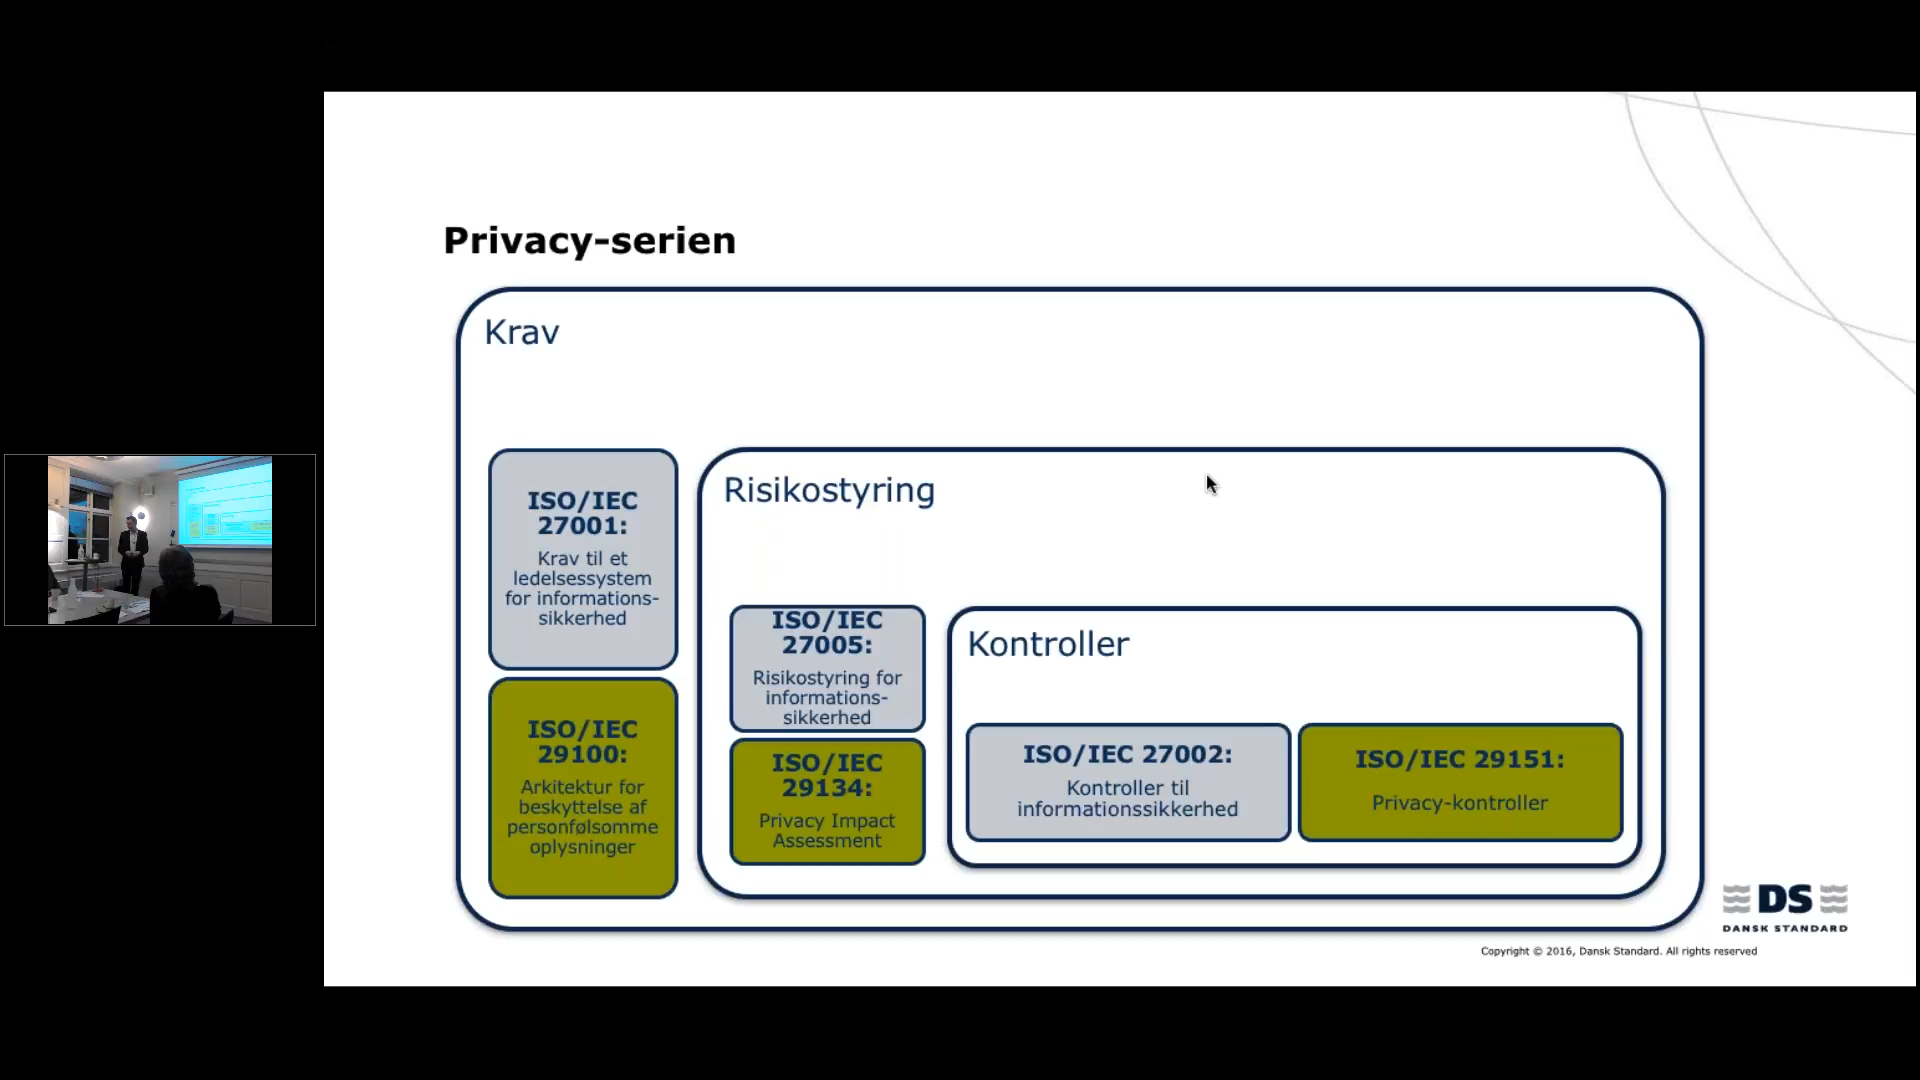 Privacy-serien
Krav
ISO/IEC
27001:
Krav til et
ledelsessystem
for informations-
sikkerhed
ISO/IEC
29100:
Arkitektur for
beskyttelse af
personfølsomme
oplysninger
Risikostyring
ISO/IEC
27005:
Risikostyring for
informations-
sikkerhed
ISO/IEC
29134:
Privacy Impact
Assessment
Kontroller
ISO/IEC 27002:
Kontroller til
informationssikkerhed
ISO/IEC 29151:
Privacy-kontroller
DS
DANSK STANDARD
Copyright © 2016, Dansk Standard. All rights reserved